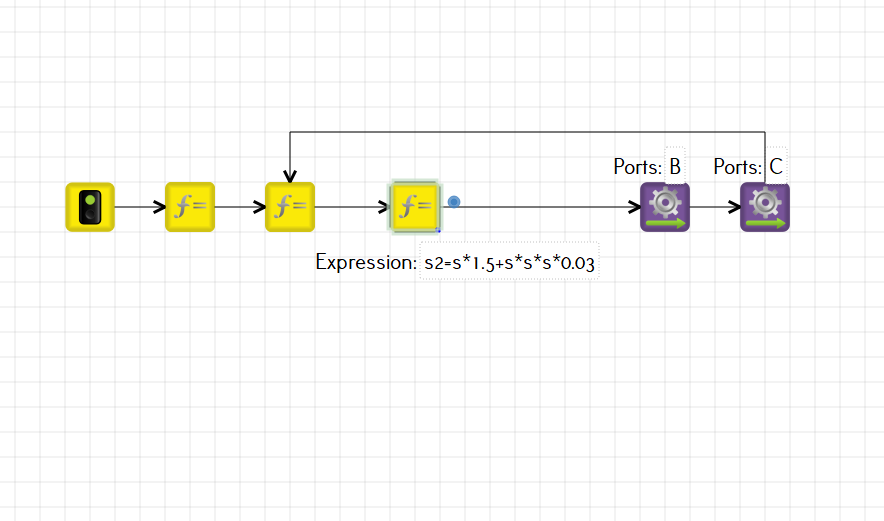 Ports: B
Ports: C
f=
f=
f=
Expression: s2=s*1.5+s*s*s*0.03